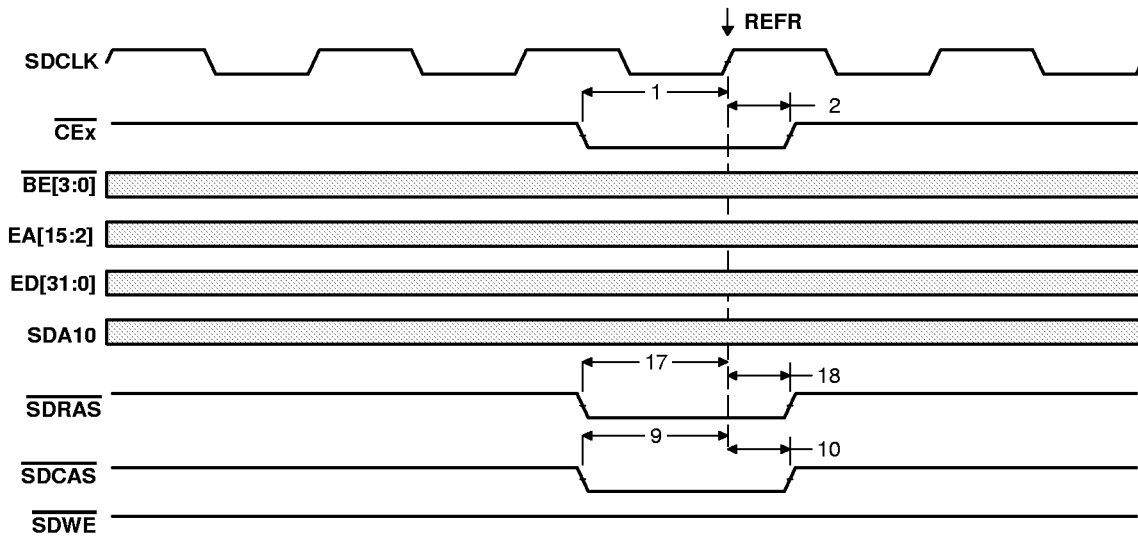 REFR
SDCLK
1
2
CEx
BE[3:0]
EA[15:2]
ED[31:0]
SDA10
17
18
SDRAS
9
10
SDCAS
SDWE